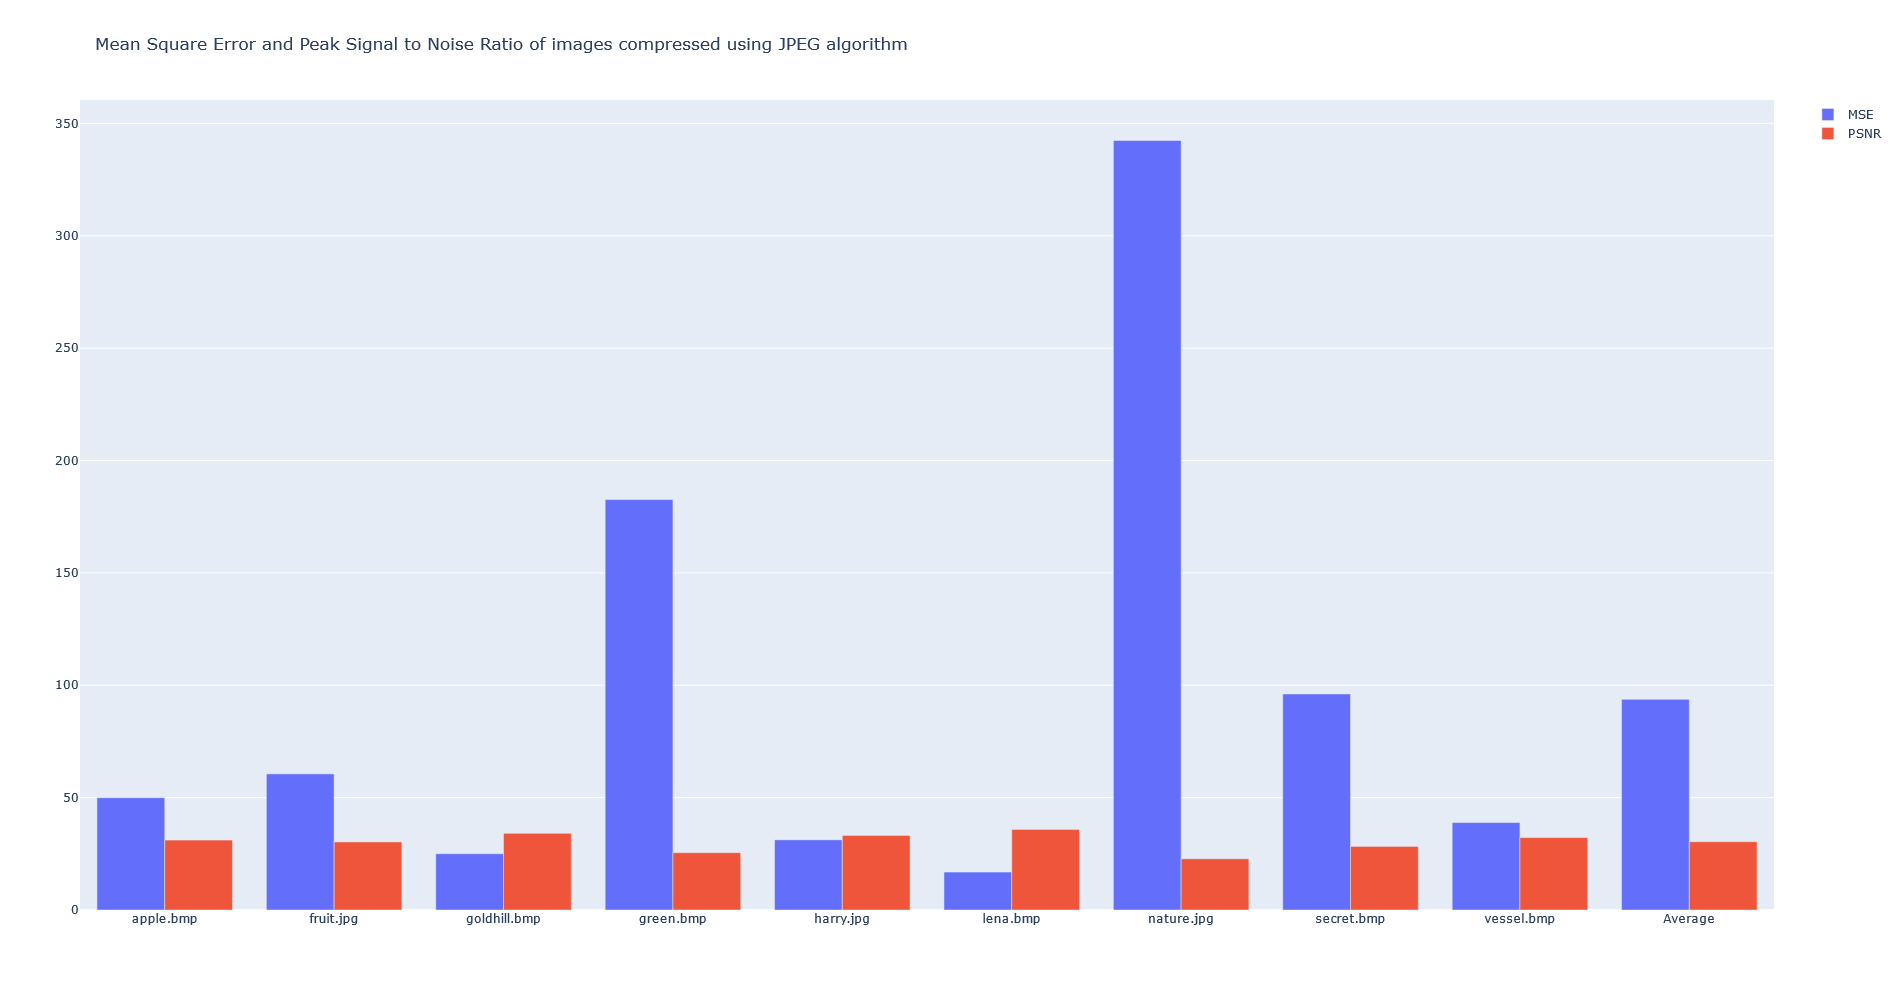 Mean Square Error and Peak Signal to Noise Ratio of images compressed using JPEG algorithm
MSE
PSNR
350
300
250
200
150
100
50
0
apple.bmp fruit.jpg goldhill.bmp green.bmp harry.jpg lena.bmp nature.jpg secret.bmp vessel.bmp Average